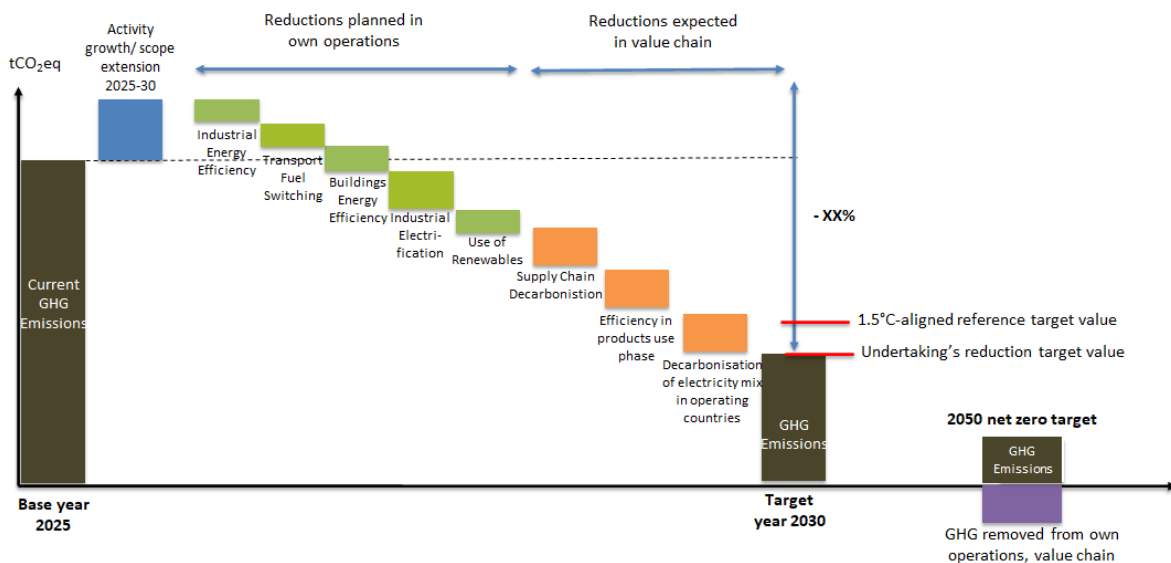 Activity
growth/ scope
extension
2025-30
Reductions planned in
own operations
Reductions expected
in value chain
tCO₂eq
Industrial
Energy
Efficiency
Transport
Fuel
Switching
Buildings
Energy
Efficiency
Industrial
Electri-
fication
Use of
Renewables
Supply Chain
Decarbonistion
Efficiency in
products use
phase
Decarbonisation
of electricity mix
in operating
countries
- XX%
1.5°C-aligned reference target value
Undertaking's reduction target value
Current
GHG
Emissions
GHG
Emissions
2050 net zero target
GHG
Emissions
Base year
2025
Target
year 2030
GHG removed from own
operations, value chain